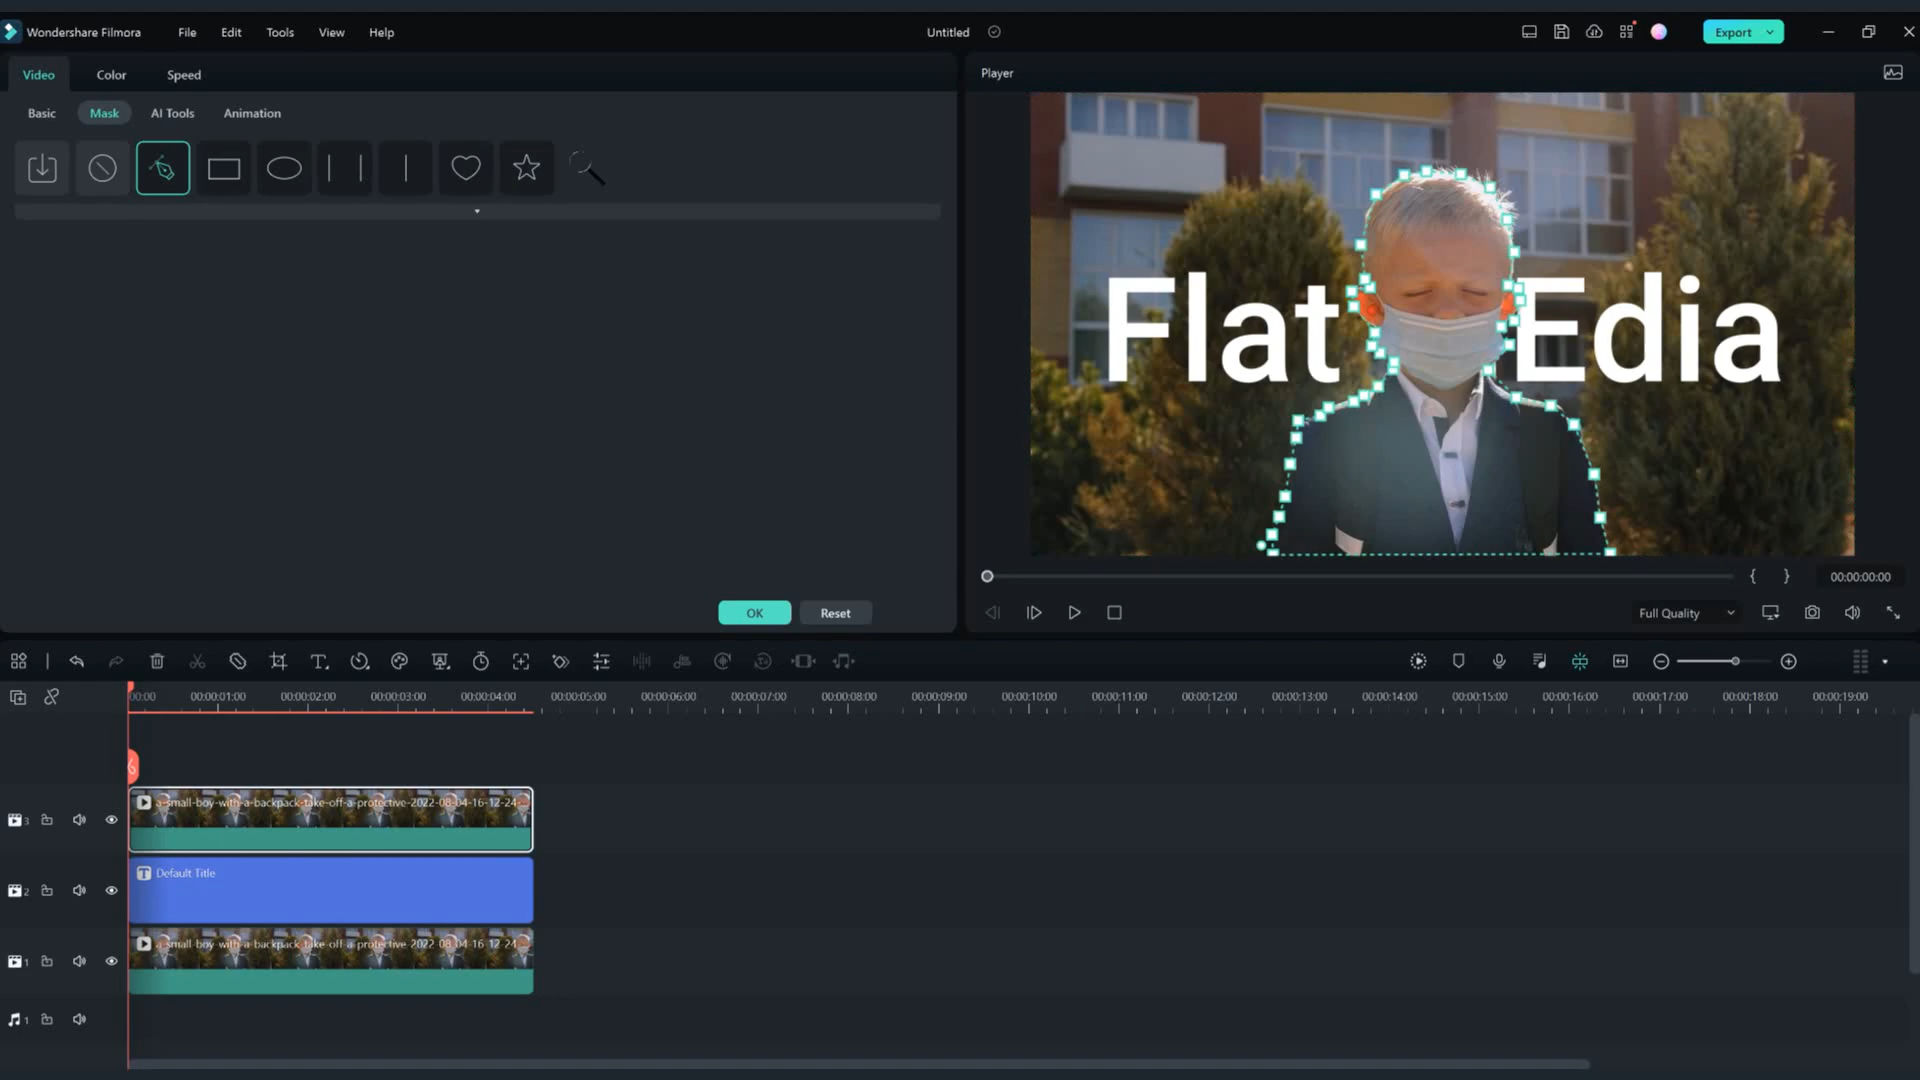 Wondershare Filmora
File
Edit
Tools
View
Help
Untitled
Export
Video
Color
Speed
Player
Basic
Mask
AI Tools
Animation
Flat Edia
{ }
00:00:00:00
OK
Reset
Full Quality
00:00
00:00:01:00
00:00:02:00
00:00:03:00
00:00:04:00
00:00:05:00
00:00:06:00
00:00:07:00
00:00:08:00
00:00:09:00
00:00:10:00
00:00:11:00
00:00:12:00
00:00:13:00
00:00:14:00
00:00:15:00
00:00:16:00
00:00:17:00
00:00:18:00
00:00:19:00
a-small-boy-with-a-backpack-take-off-a-protective-2022-08-04-16-12-24-
3
T Default Title
2
a-small-boy-with-a-backpack-take-off-a-protective-2022-08-04-16-12-24-
1
1